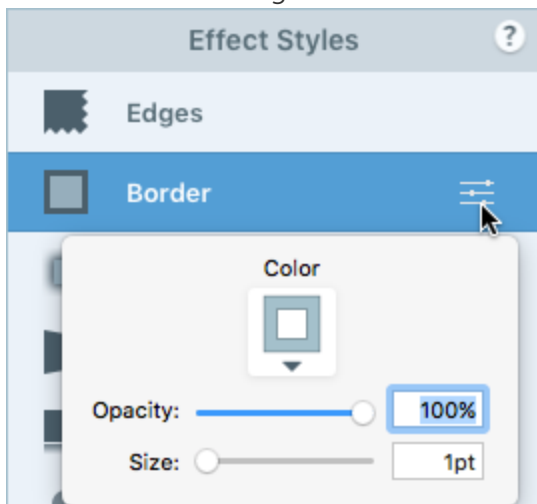 Effect Styles ?
Edges
Border
Color
Opacity: 100%
Size: 1pt